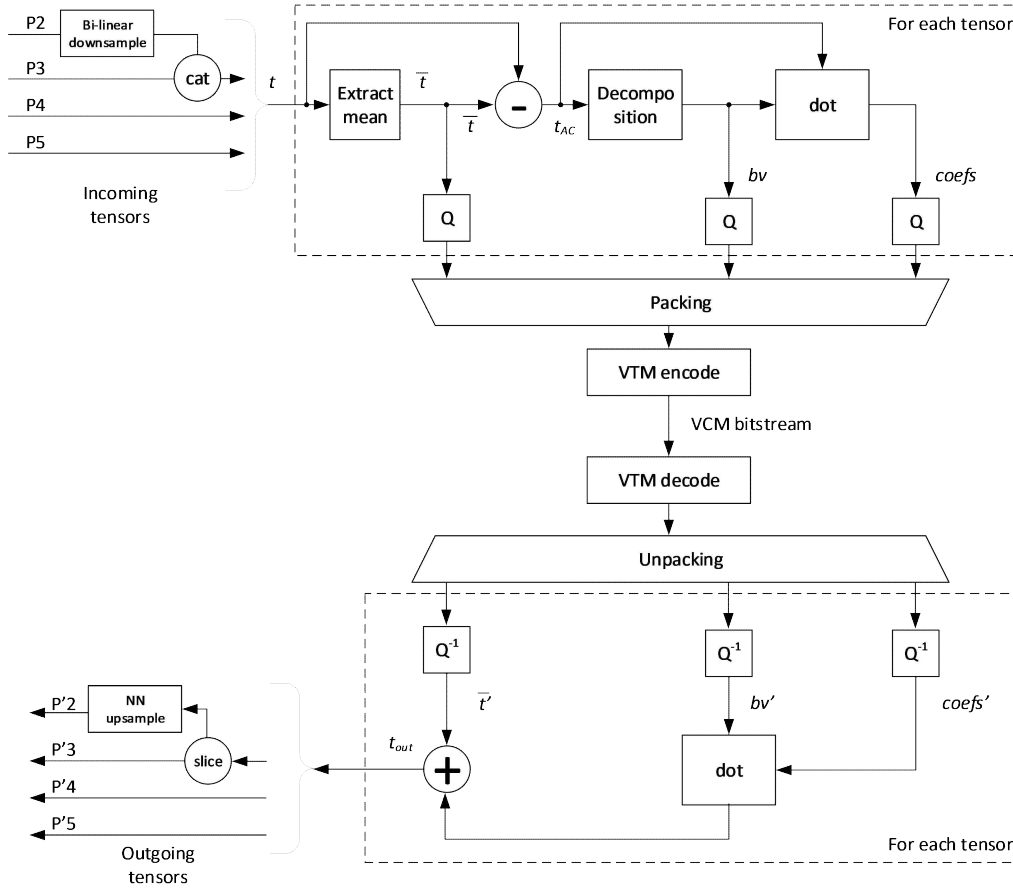 P2
Bi-linear
downsample
P3
cat
P4
P5
Incoming
tensors
t
For each tensor
Extract
mean
t̅
t̅
-
t_AC
Decompo
sition
dot
bv
coefs
Q
Q
Q
Packing
VTM encode
VCM bitstream
VTM decode
Unpacking
Q⁻¹
Q⁻¹
Q⁻¹
t̅’
bv’
coefs’
t_out
+
dot
For each tensor
P’2
NN
upsample
P’3
slice
P’4
P’5
Outgoing
tensors